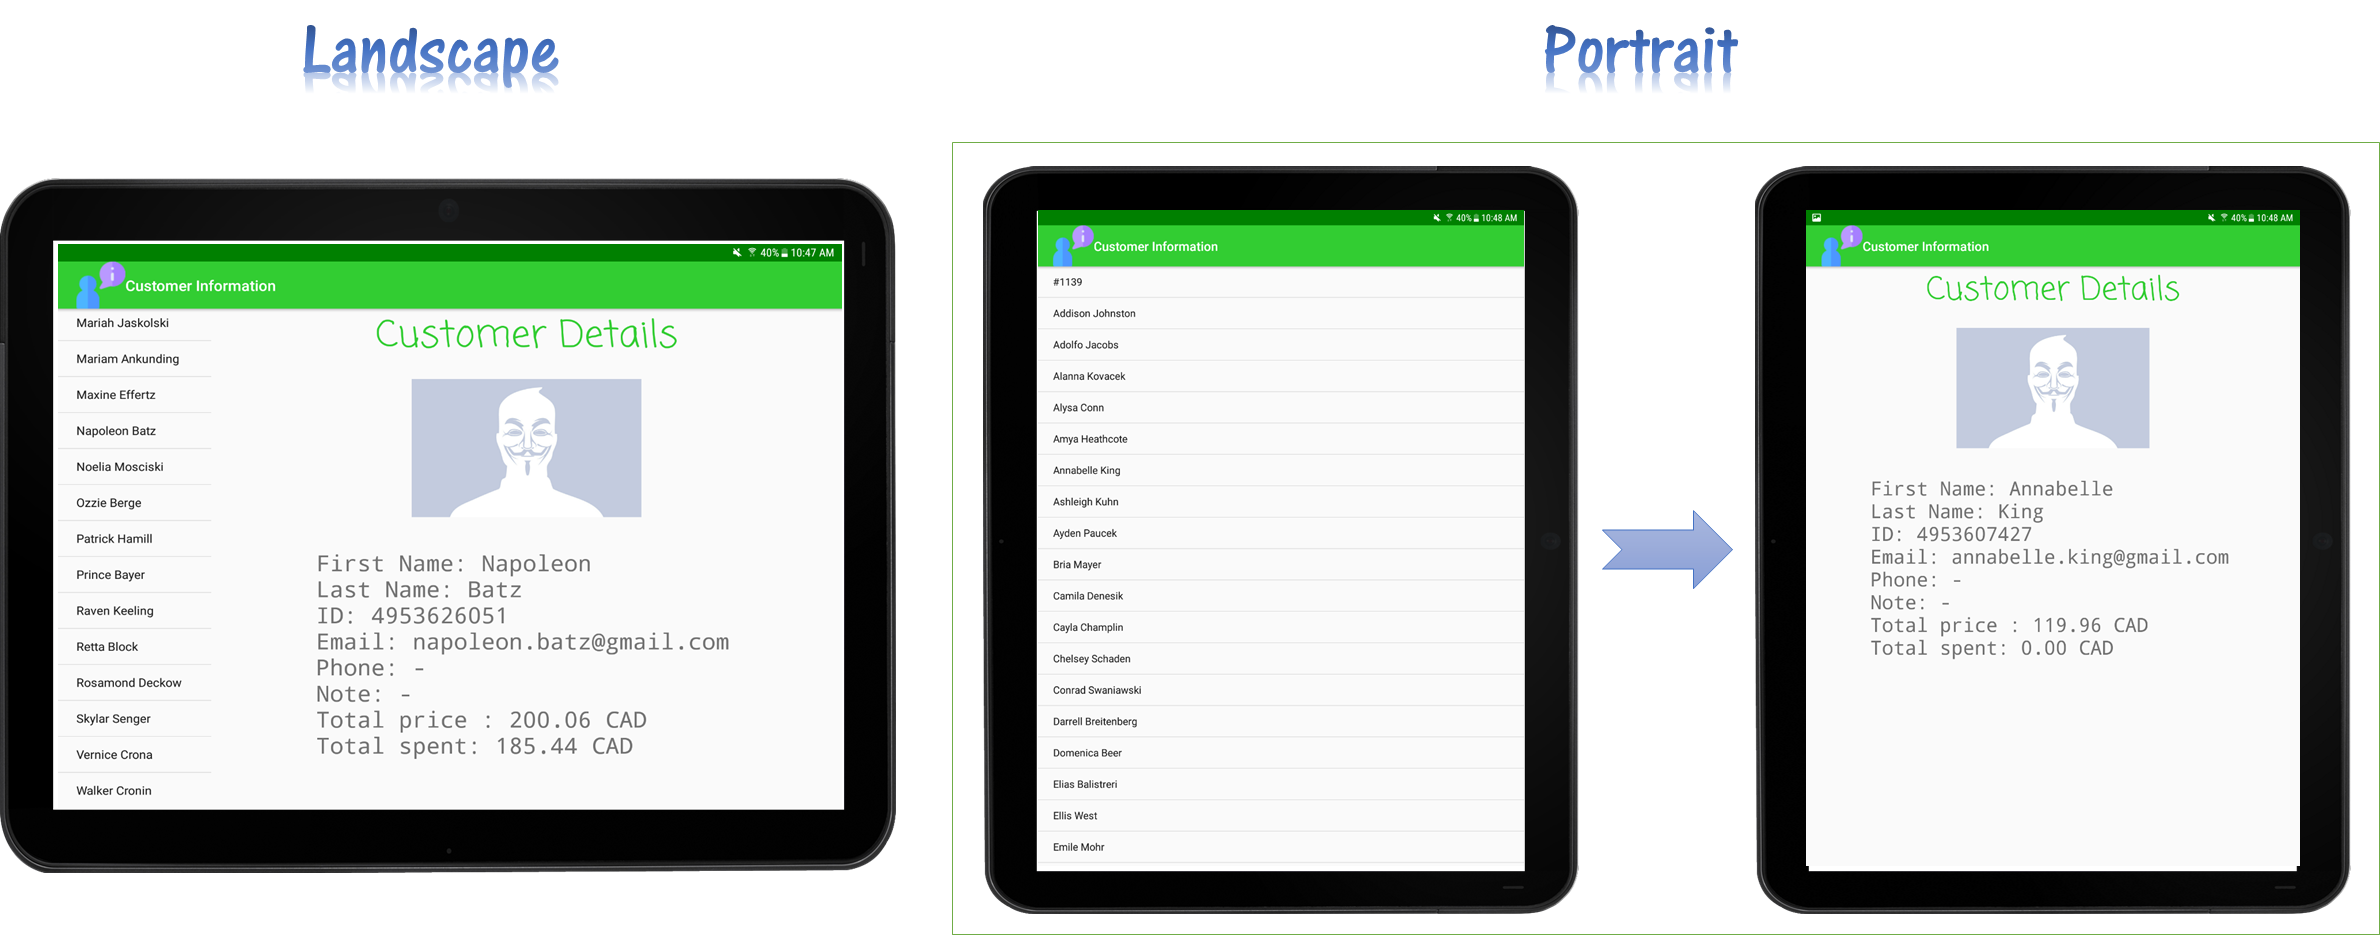 Landscape
Portrait
40% 10:47 AM
i
Customer Information
Mariah Jaskolski
Mariam Ankunding
Maxine Effertz
Napoleon Batz
Noelia Mosciski
Ozzie Berge
Patrick Hamill
Prince Bayer
Raven Keeling
Retta Block
Rosamond Deckow
Skylar Senger
Vernice Crona
Walker Cronin
Customer Details
First Name: Napoleon
Last Name: Batz
ID: 4953626051
Email: napoleon.batz@gmail.com
Phone: -
Note: -
Total price : 200.06 CAD
Total spent: 185.44 CAD
40% 10:48 AM
i
Customer Information
#1139
Addison Johnston
Adolfo Jacobs
Alanna Kovacek
Alysa Conn
Amya Heathcote
Annabelle King
Ashleigh Kuhn
Ayden Paucek
Bria Mayer
Camila Denesik
Cayla Champlin
Chelsey Schaden
Conrad Swaniawski
Darrell Breitenberg
Domenica Beer
Elias Balistreri
Ellis West
Emile Mohr
40% 10:48 AM
i
Customer Information
Customer Details
First Name: Annabelle
Last Name: King
ID: 4953607427
Email: annabelle.king@gmail.com
Phone: -
Note: -
Total price : 119.96 CAD
Total spent: 0.00 CAD